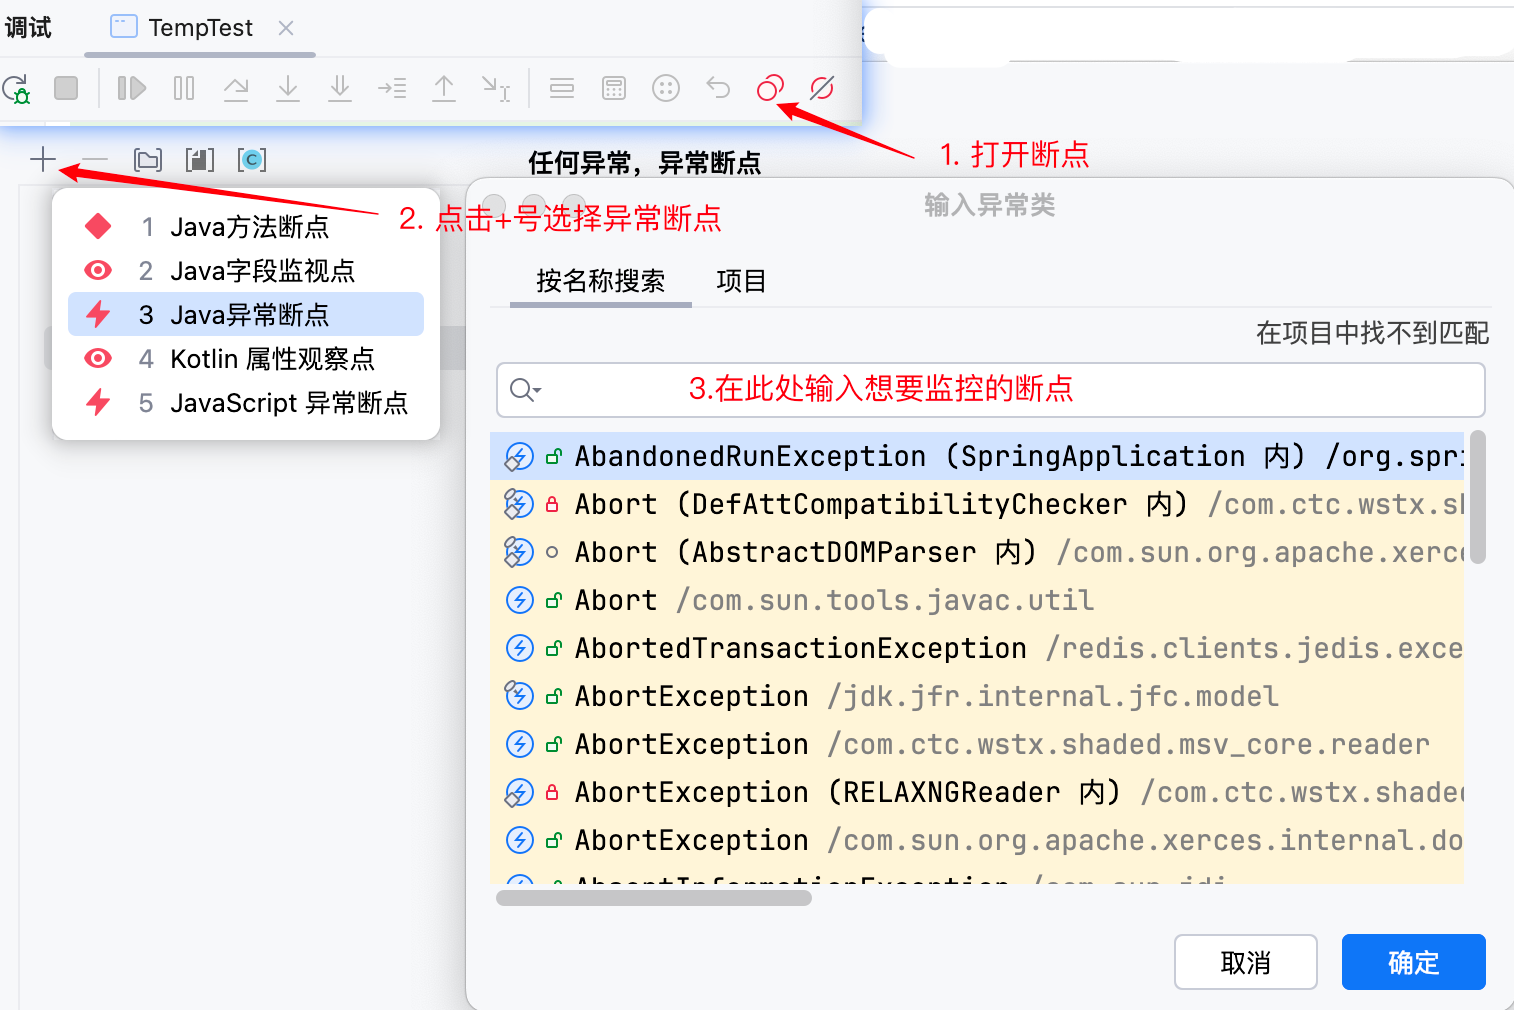 调试
TempTest
1. 打开断点
任何异常，异常断点
输入异常类
2. 点击+号选择异常断点
1 Java方法断点
2 Java字段监视点
3 Java异常断点
4 Kotlin 属性观察点
5 JavaScript 异常断点
按名称搜索 项目
在项目中找不到匹配
3.在此处输入想要监控的断点
AbandonedRunException (SpringApplication 内) /org.spri
Abort (DefAttCompatibilityChecker 内) /com.ctc.wstx.sh
Abort (AbstractDOMParser 内) /com.sun.org.apache.xerc
Abort /com.sun.tools.javac.util
AbortedTransactionException /redis.clients.jedis.exce
AbortException /jdk.jfr.internal.jfc.model
AbortException /com.ctc.wstx.shaded.msv_core.reader
AbortException (RELAXNGReader 内) /com.ctc.wstx.shaded
AbortException /com.sun.org.apache.xerces.internal.do
AbsentInformationException /com.sun.jdi
取消 确定